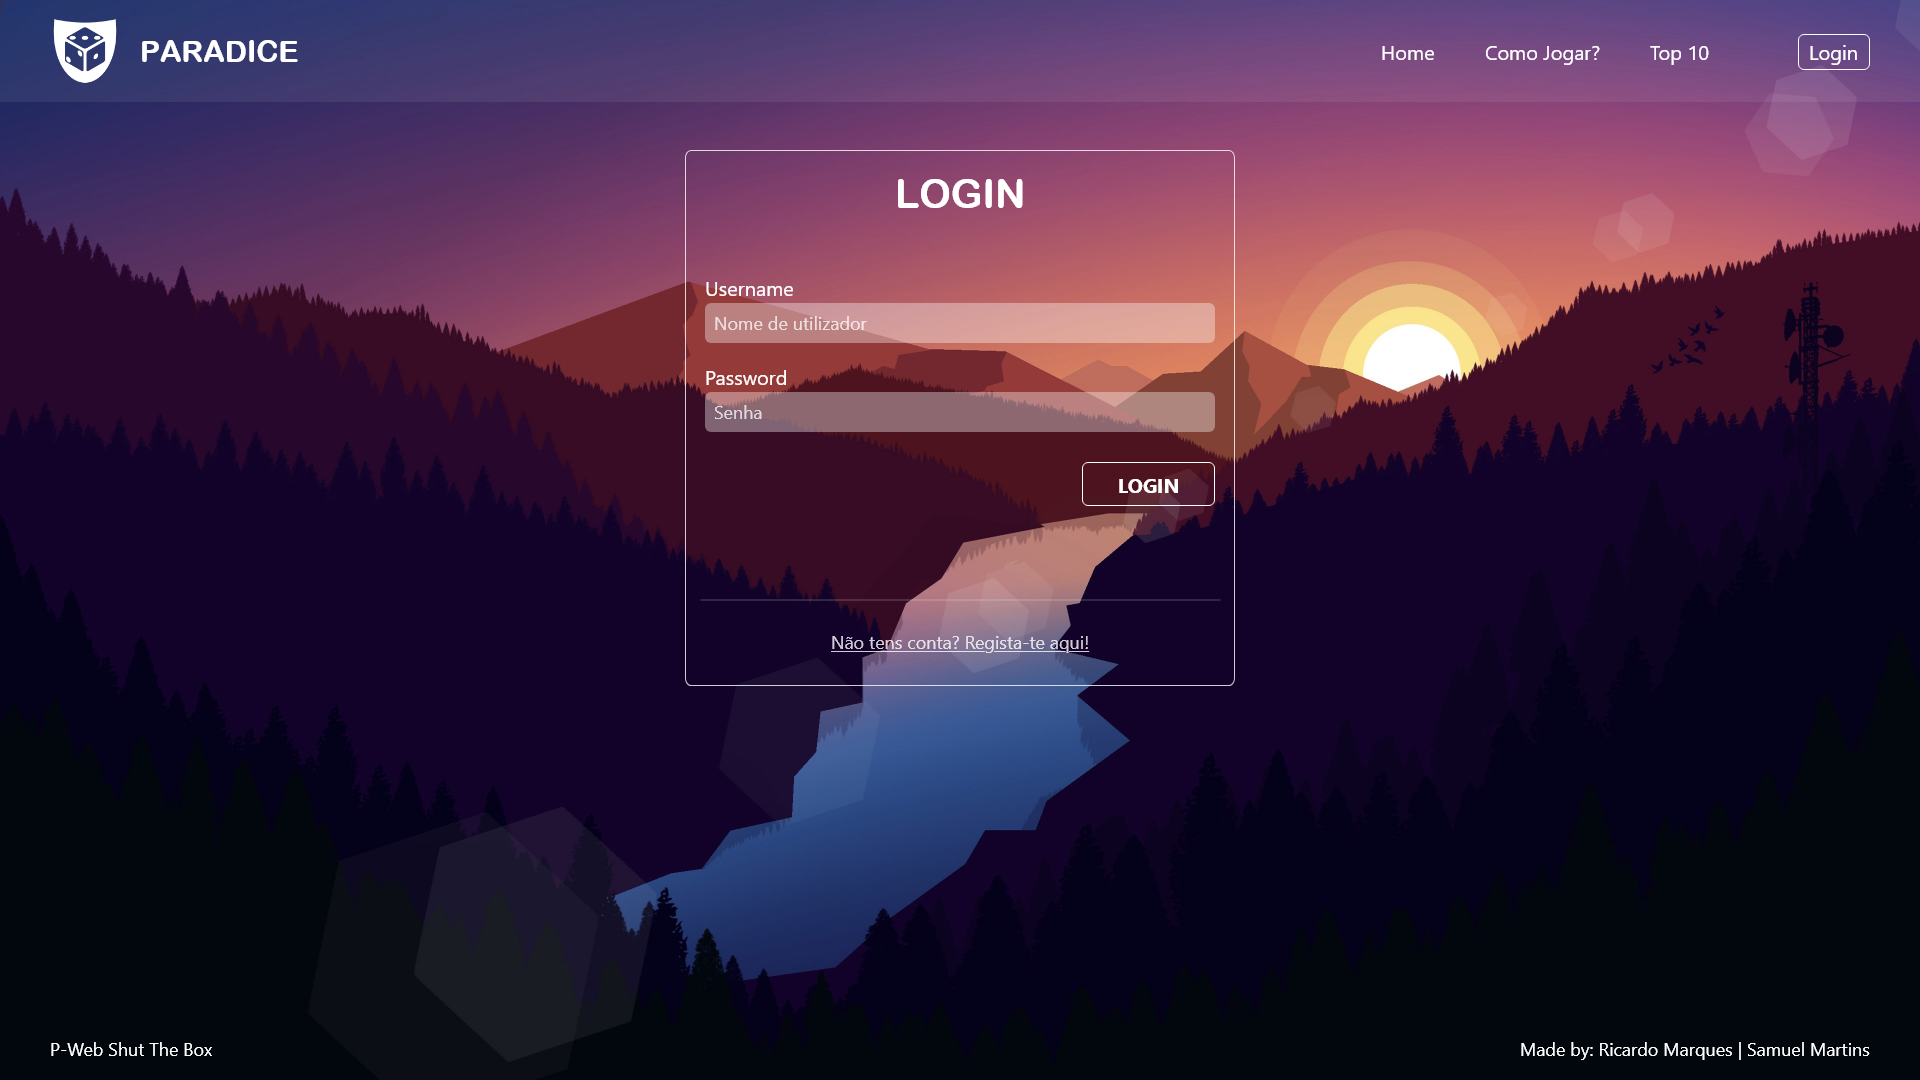 PARADICE
Home
Como Jogar?
Top 10
Login
LOGIN
Username
Nome de utilizador
Password
Senha
LOGIN
Não tens conta? Regista-te aqui!
P-Web Shut The Box
Made by: Ricardo Marques | Samuel Martins